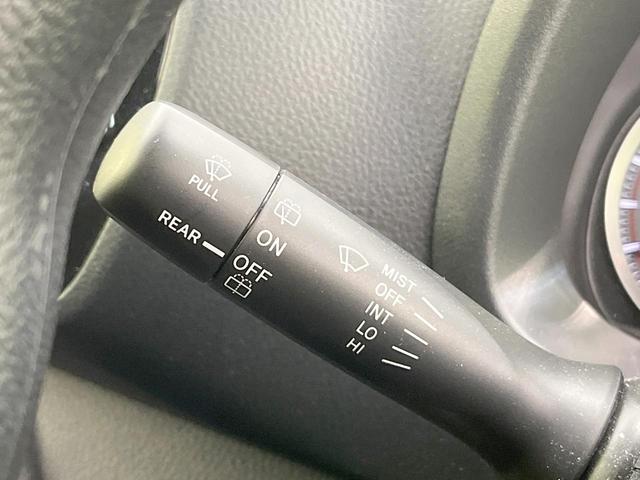 PULL
REAR
ON
OFF
MIST
OFF
INT
LO
HI